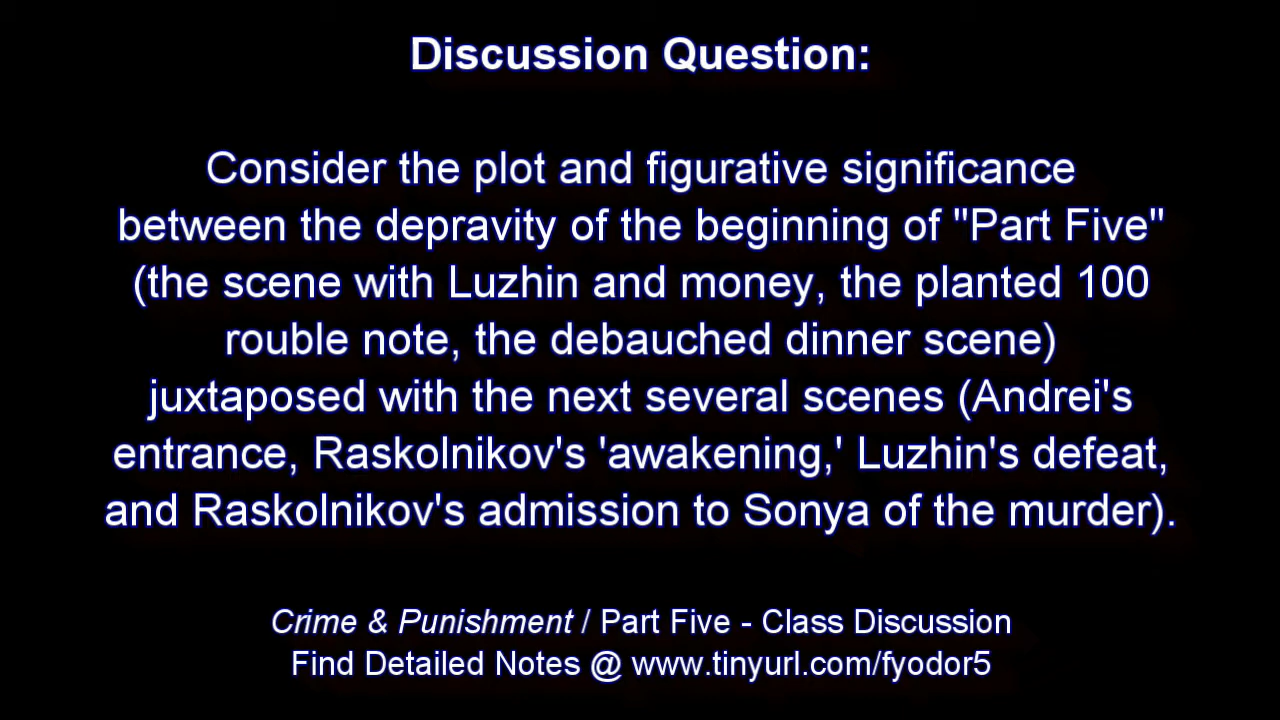 Discussion Question:
Consider the plot and figurative significance
between the depravity of the beginning of "Part Five"
(the scene with Luzhin and money, the planted 100
rouble note, the debauched dinner scene)
juxtaposed with the next several scenes (Andrei's
entrance, Raskolnikov's 'awakening,' Luzhin's defeat,
and Raskolnikov's admission to Sonya of the murder).
Crime & Punishment / Part Five - Class Discussion
Find Detailed Notes @ www.tinyurl.com/fyodor5